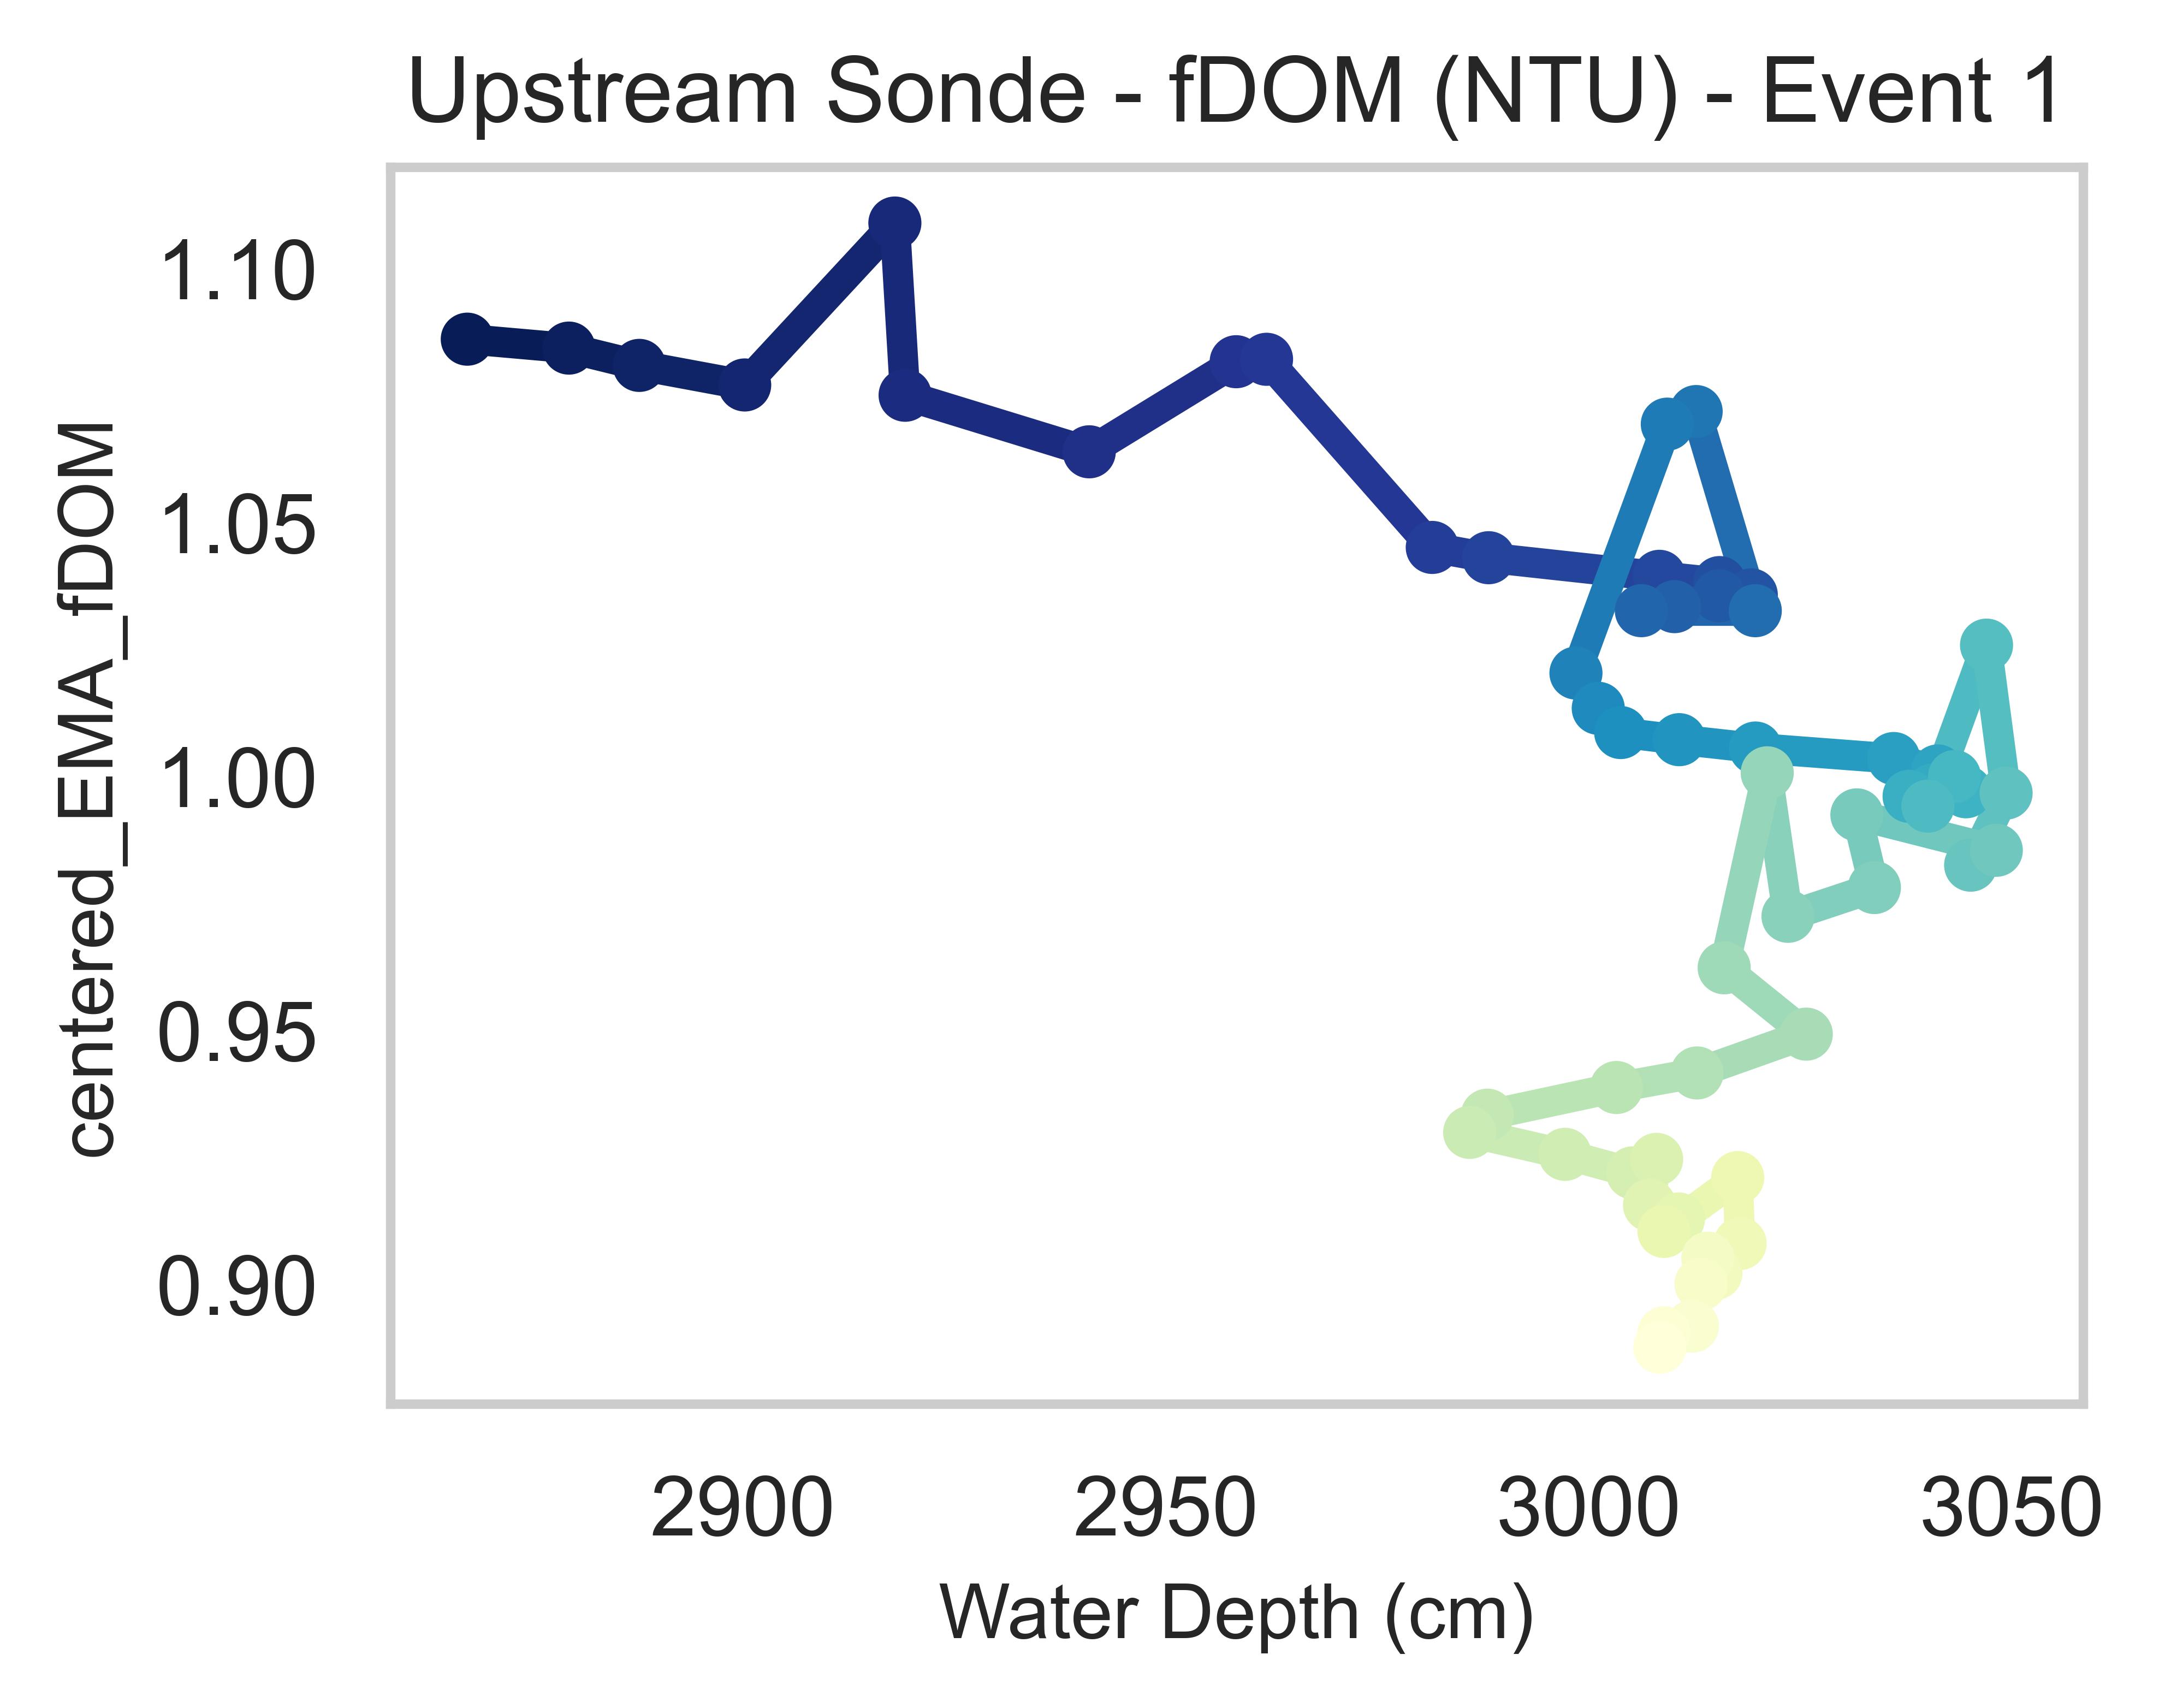 Upstream Sonde - fDOM (NTU) - Event 1
centered_EMA_fDOM
1.10
1.05
1.00
0.95
0.90
2900 2950 3000 3050
Water Depth (cm)